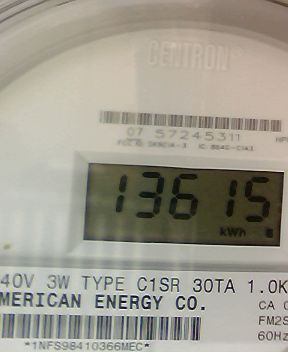 CENTRON®
07 57245311
13615
kWh
40V 3W TYPE C1SR 30TA 1.0K
MERICAN ENERGY CO.
CA 0
FM2S
60Hz
*1NFS98410366MEC*